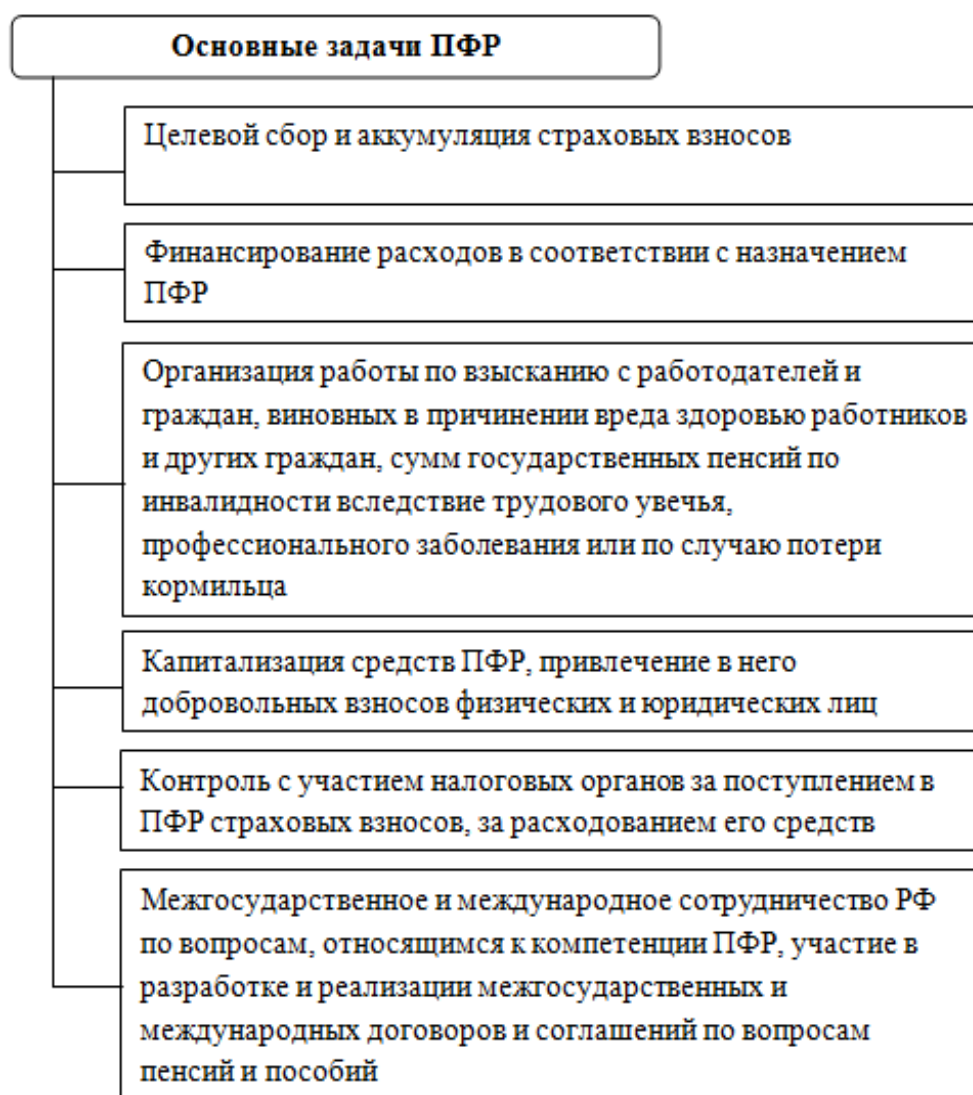 Основные задачи ПФР
Целевой сбор и аккумуляция страховых взносов
Финансирование расходов в соответствии с назначением
ПФР
Организация работы по взысканию с работодателей и
граждан, виновных в причинении вреда здоровью работников
и других граждан, сумм государственных пенсий по
инвалидности вследствие трудового увечья,
профессионального заболевания или по случаю потери
кормильца
Капитализация средств ПФР, привлечение в него
добровольных взносов физических и юридических лиц
Контроль с участием налоговых органов за поступлением в
ПФР страховых взносов, за расходованием его средств
Межгосударственное и международное сотрудничество РФ
по вопросам, относящимся к компетенции ПФР, участие в
разработке и реализации межгосударственных и
международных договоров и соглашений по вопросам
пенсий и пособий